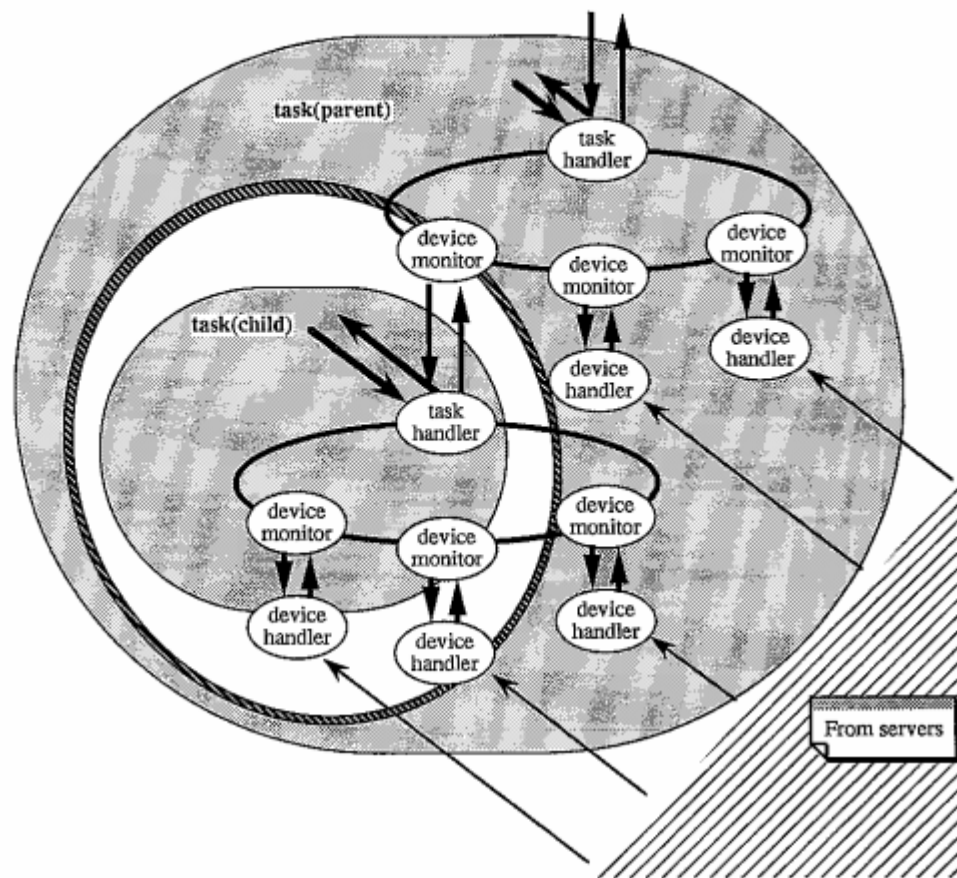 task(parent)
task
handler
device
monitor
device
monitor
device
monitor
device
handler
device
handler
task(child)
task
handler
device
monitor
device
monitor
device
monitor
device
handler
device
handler
device
handler
From servers